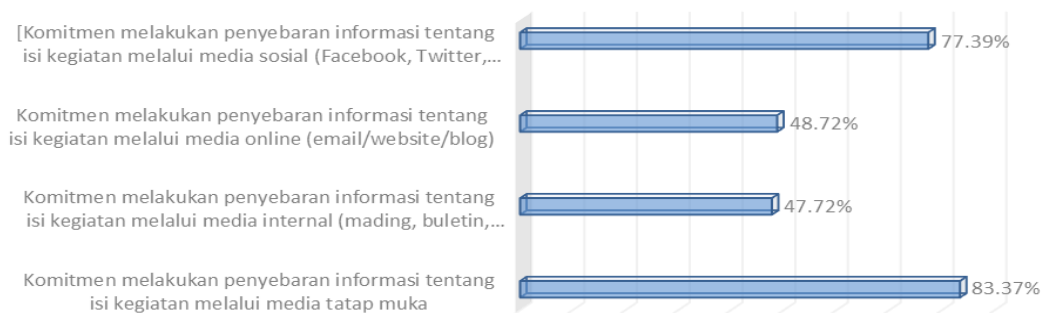 [Komitmen melakukan penyebaran informasi tentang
isi kegiatan melalui media sosial (Facebook, Twitter,...
77.39%
Komitmen melakukan penyebaran informasi tentang
isi kegiatan melalui media online (email/website/blog)
48.72%
Komitmen melakukan penyebaran informasi tentang
isi kegiatan melalui media internal (mading, buletin,...
47.72%
Komitmen melakukan penyebaran informasi tentang
isi kegiatan melalui media tatap muka
83.37%